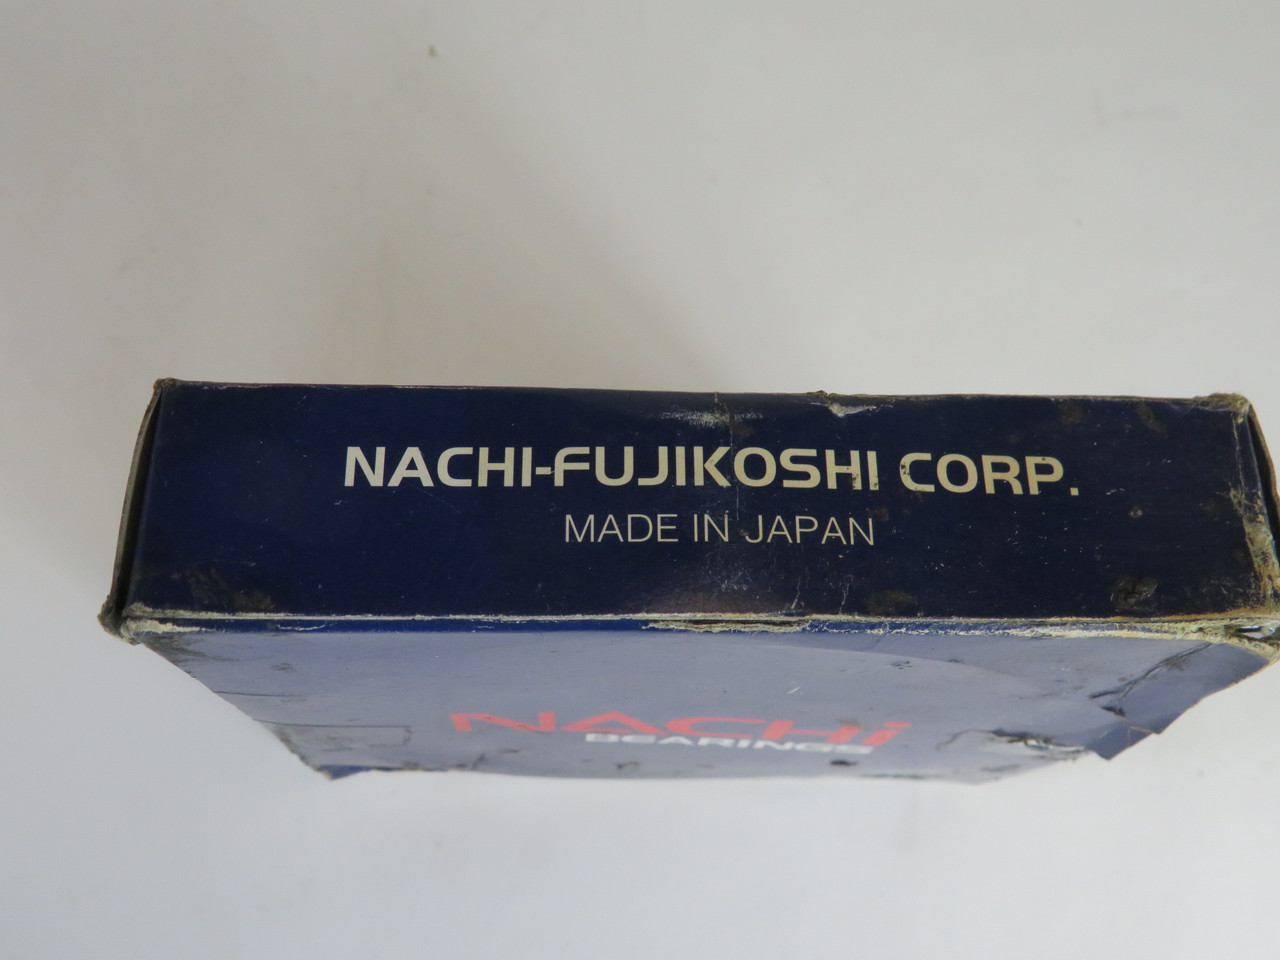 NACHI-FUJIKOSHI CORP.
MADE IN JAPAN
NACHi
BEARINGS